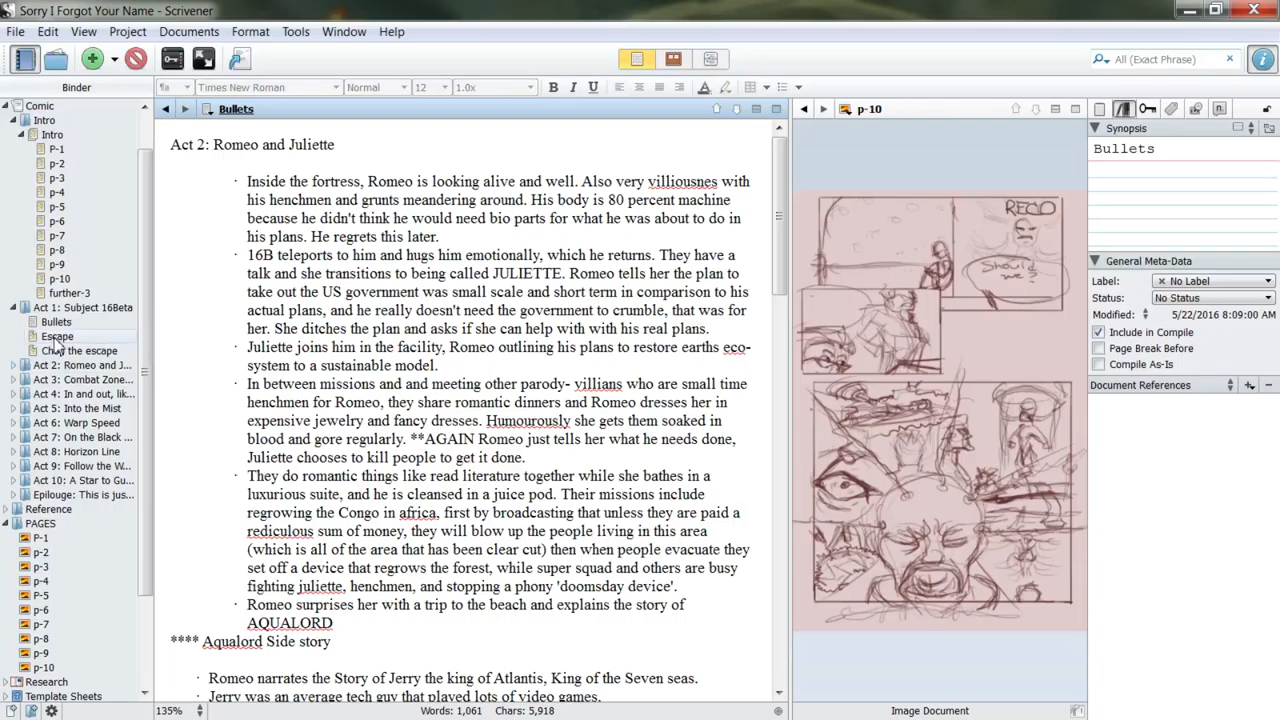 Sorry I Forgot Your Name - Scrivener
File Edit View Project Documents Format Tools Window Help
All (Exact Phrase)
Binder
Times New Roman Normal 12 1.0x B I U A
Comic
Intro
Intro
P-1
p-2
p-3
p-4
p-5
p-6
p-7
p-8
p-9
p-10
further-3
Act 1: Subject 16Beta
Bullets
Escape
the escape
Act 2: Romeo and J...
Act 3: Combat Zone...
Act 4: In and out, lik...
Act 5: Into the Mist
Act 6: Warp Speed
Act 7: On the Black ...
Act 8: Horizon Line
Act 9: Follow the W...
Act 10: A Star to Gu...
Epilouge: This is jus...
Reference
PAGES
P-1
p-2
p-3
p-4
P-5
p-6
p-7
p-8
p-9
p-10
Research
Template Sheets
Bullets
Act 2: Romeo and Juliette
· Inside the fortress, Romeo is looking alive and well. Also very villiousnes with
his henchmen and grunts meandering around. His body is 80 percent machine
because he didn't think he would need bio parts for what he was about to do in
his plans. He regrets this later.
· 16B teleports to him and hugs him emotionally, which he returns. They have a
talk and she transitions to being called JULIETTE. Romeo tells her the plan to
take out the US government was small scale and short term in comparison to his
actual plans, and he really doesn't need the government to crumble, that was for
her. She ditches the plan and asks if she can help with with his real plans.
· Juliette joins him in the facility, Romeo outlining his plans to restore earths eco-
system to a sustainable model.
· In between missions and and meeting other parody- villians who are small time
henchmen for Romeo, they share romantic dinners and Romeo dresses her in
expensive jewelry and fancy dresses. Humourously she gets them soaked in
blood and gore regularly. **AGAIN Romeo just tells her what he needs done,
Juliette chooses to kill people to get it done.
· They do romantic things like read literature together while she bathes in a
luxurious suite, and he is cleansed in a juice pod. Their missions include
regrowing the Congo in africa, first by broadcasting that unless they are paid a
rediculous sum of money, they will blow up the people living in this area
(which is all of the area that has been clear cut) then when people evacuate they
set off a device that regrows the forest, while super squad and others are busy
fighting juliette, henchmen, and stopping a phony 'doomsday device'.
· Romeo surprises her with a trip to the beach and explains the story of
AQUALORD
**** Aqualord Side story
· Romeo narrates the Story of Jerry the king of Atlantis, King of the Seven seas.
· Jerry was an average tech guy that played lots of video games.
135% Words: 1,061 Chars: 5,918
p-10
Should
we?
Image Document
Synopsis
Bullets
General Meta-Data
Label: No Label
Status: No Status
Modified: 5/22/2016 8:09:00 AM
Include in Compile
Page Break Before
Compile As-Is
Document References